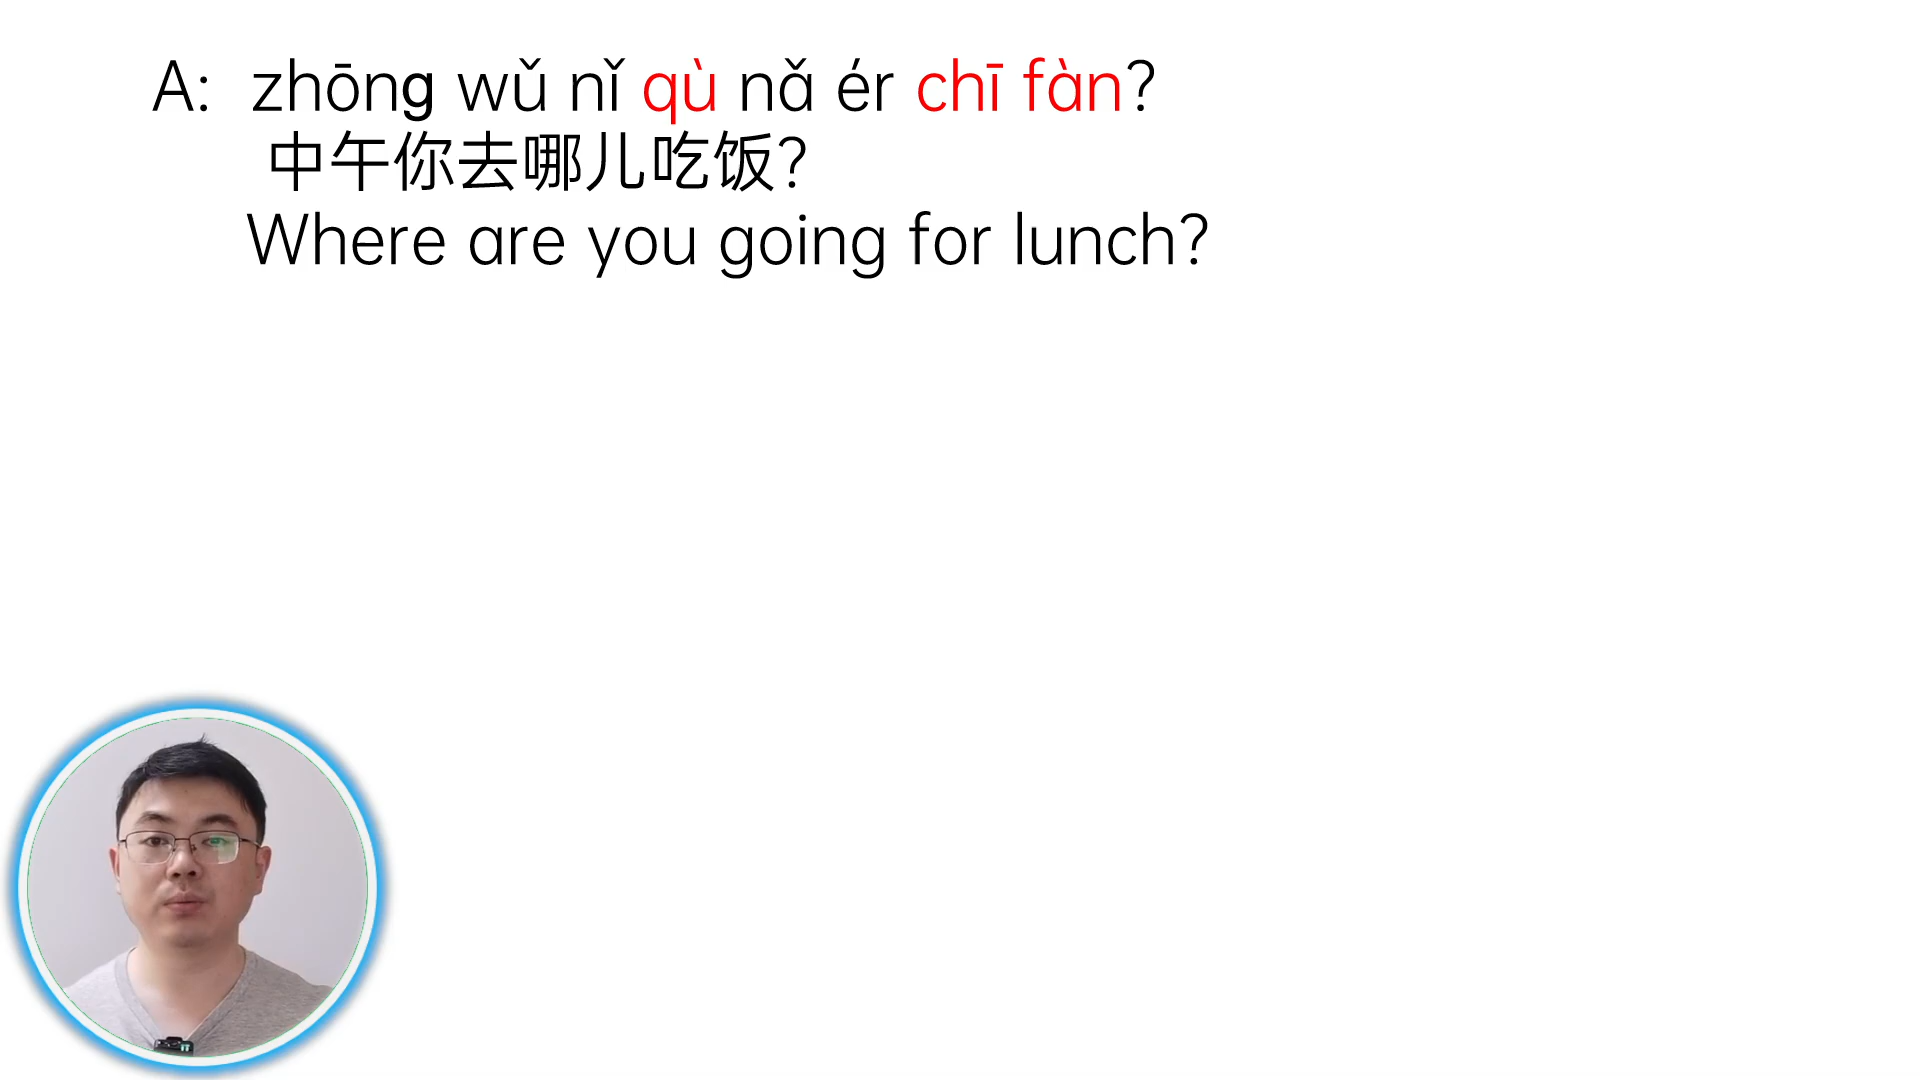 A: zhōng wǔ nǐ qù nǎ ér chī fàn?
中午你去哪儿吃饭?
Where are you going for lunch?